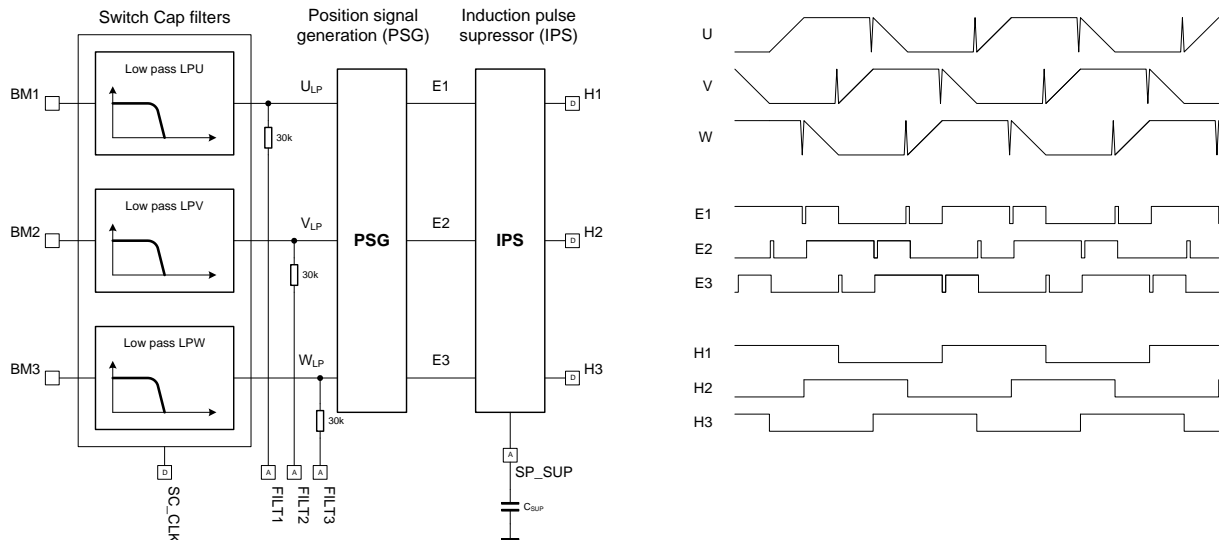 Switch Cap filters
Position signal
generation (PSG)
Induction pulse
supressor (IPS)
Low pass LPU
BM1
ULP
E1
H1
D
30k
Low pass LPV
BM2
VLP
E2
H2
D
PSG
IPS
30k
Low pass LPW
BM3
WLP
E3
H3
D
30k
D
A
A
A
A
SC_CLK
FILT1
FILT2
FILT3
SP_SUP
CSUP
U
V
W
E1
E2
E3
H1
H2
H3